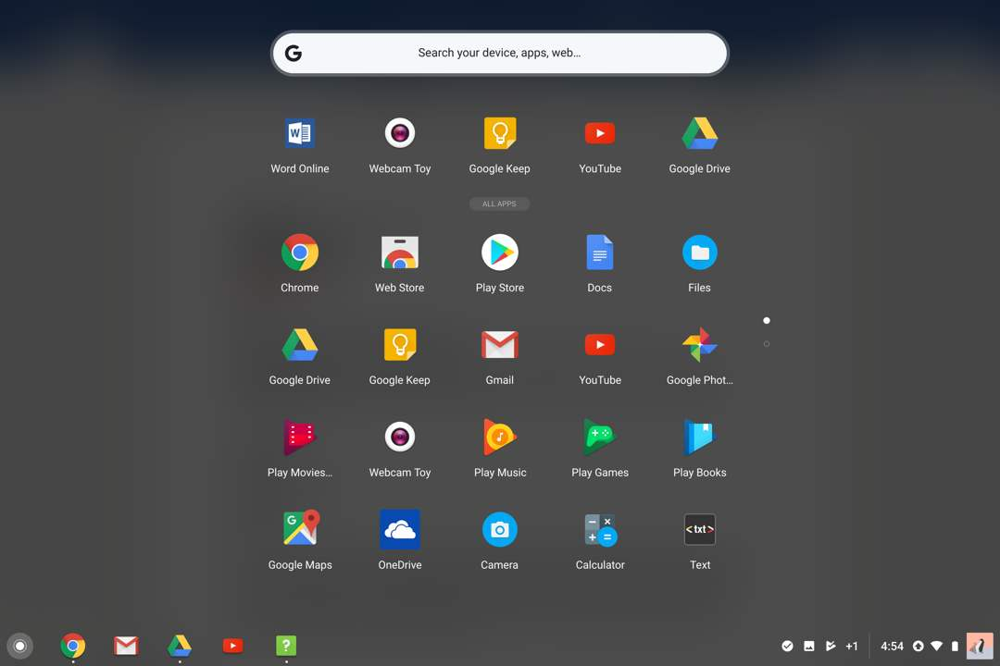 G Search your device, apps, web...
W
Word Online Webcam Toy Google Keep YouTube Google Drive
ALL APPS
Chrome Web Store Play Store Docs Files
Google Drive Google Keep Gmail YouTube Google Phot...
Play Movies... Webcam Toy Play Music Play Games Play Books
G <txt>
Google Maps OneDrive Camera Calculator Text
? +1 4:54